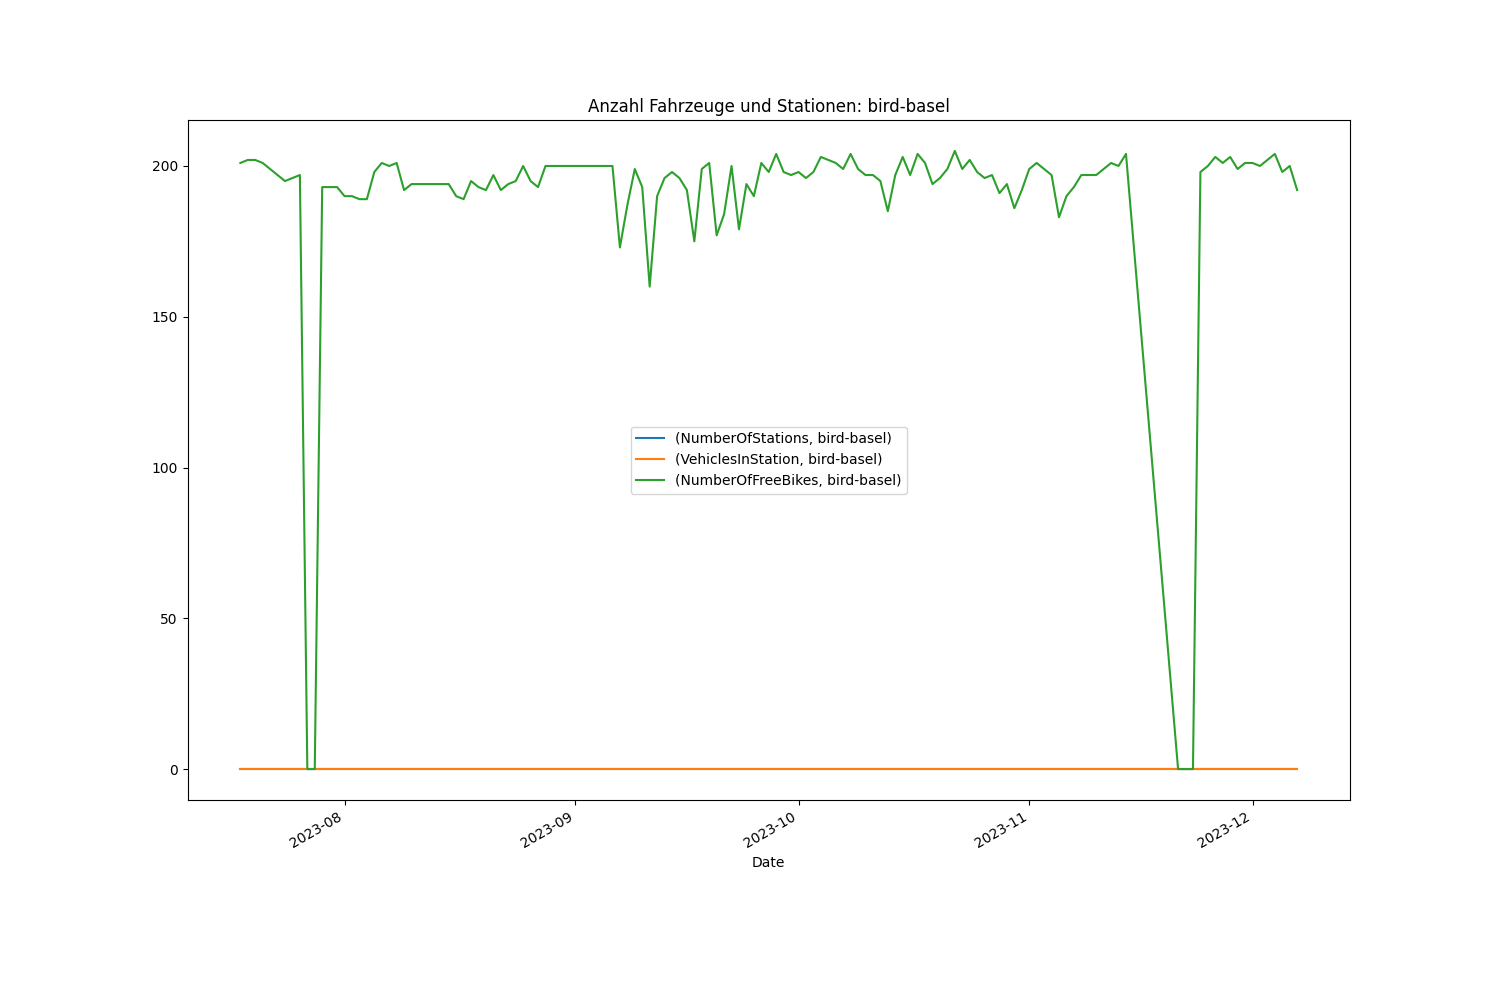 Anzahl Fahrzeuge und Stationen: bird-basel
200
150
100
50
0
(NumberOfStations, bird-basel)
(VehiclesInStation, bird-basel)
(NumberOfFreeBikes, bird-basel)
2023-08
2023-09
2023-10
2023-11
2023-12
Date